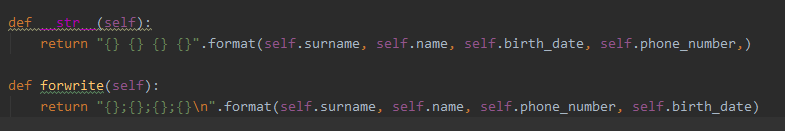 def __str__(self):
return "{} {} {} {}".format(self.surname, self.name, self.birth_date, self.phone_number,)
def forwrite(self):
return "{};{};{};{}\n".format(self.surname, self.name, self.phone_number, self.birth_date)